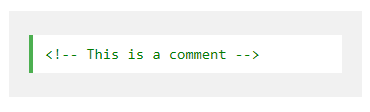 <!-- This is a comment -->